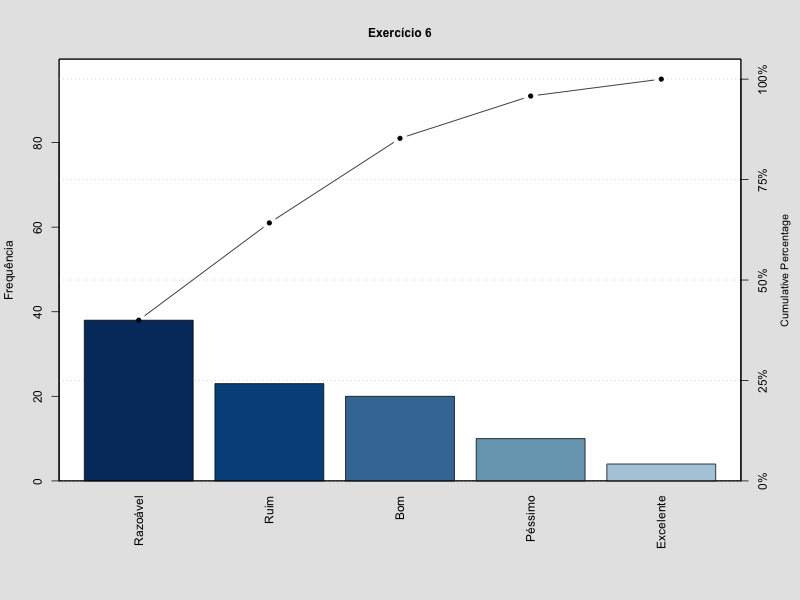 Exercício 6
Frequência
0
20
40
60
80
Razoável
Ruim
Bom
Péssimo
Excelente
0%
25%
50%
75%
100%
Cumulative Percentage